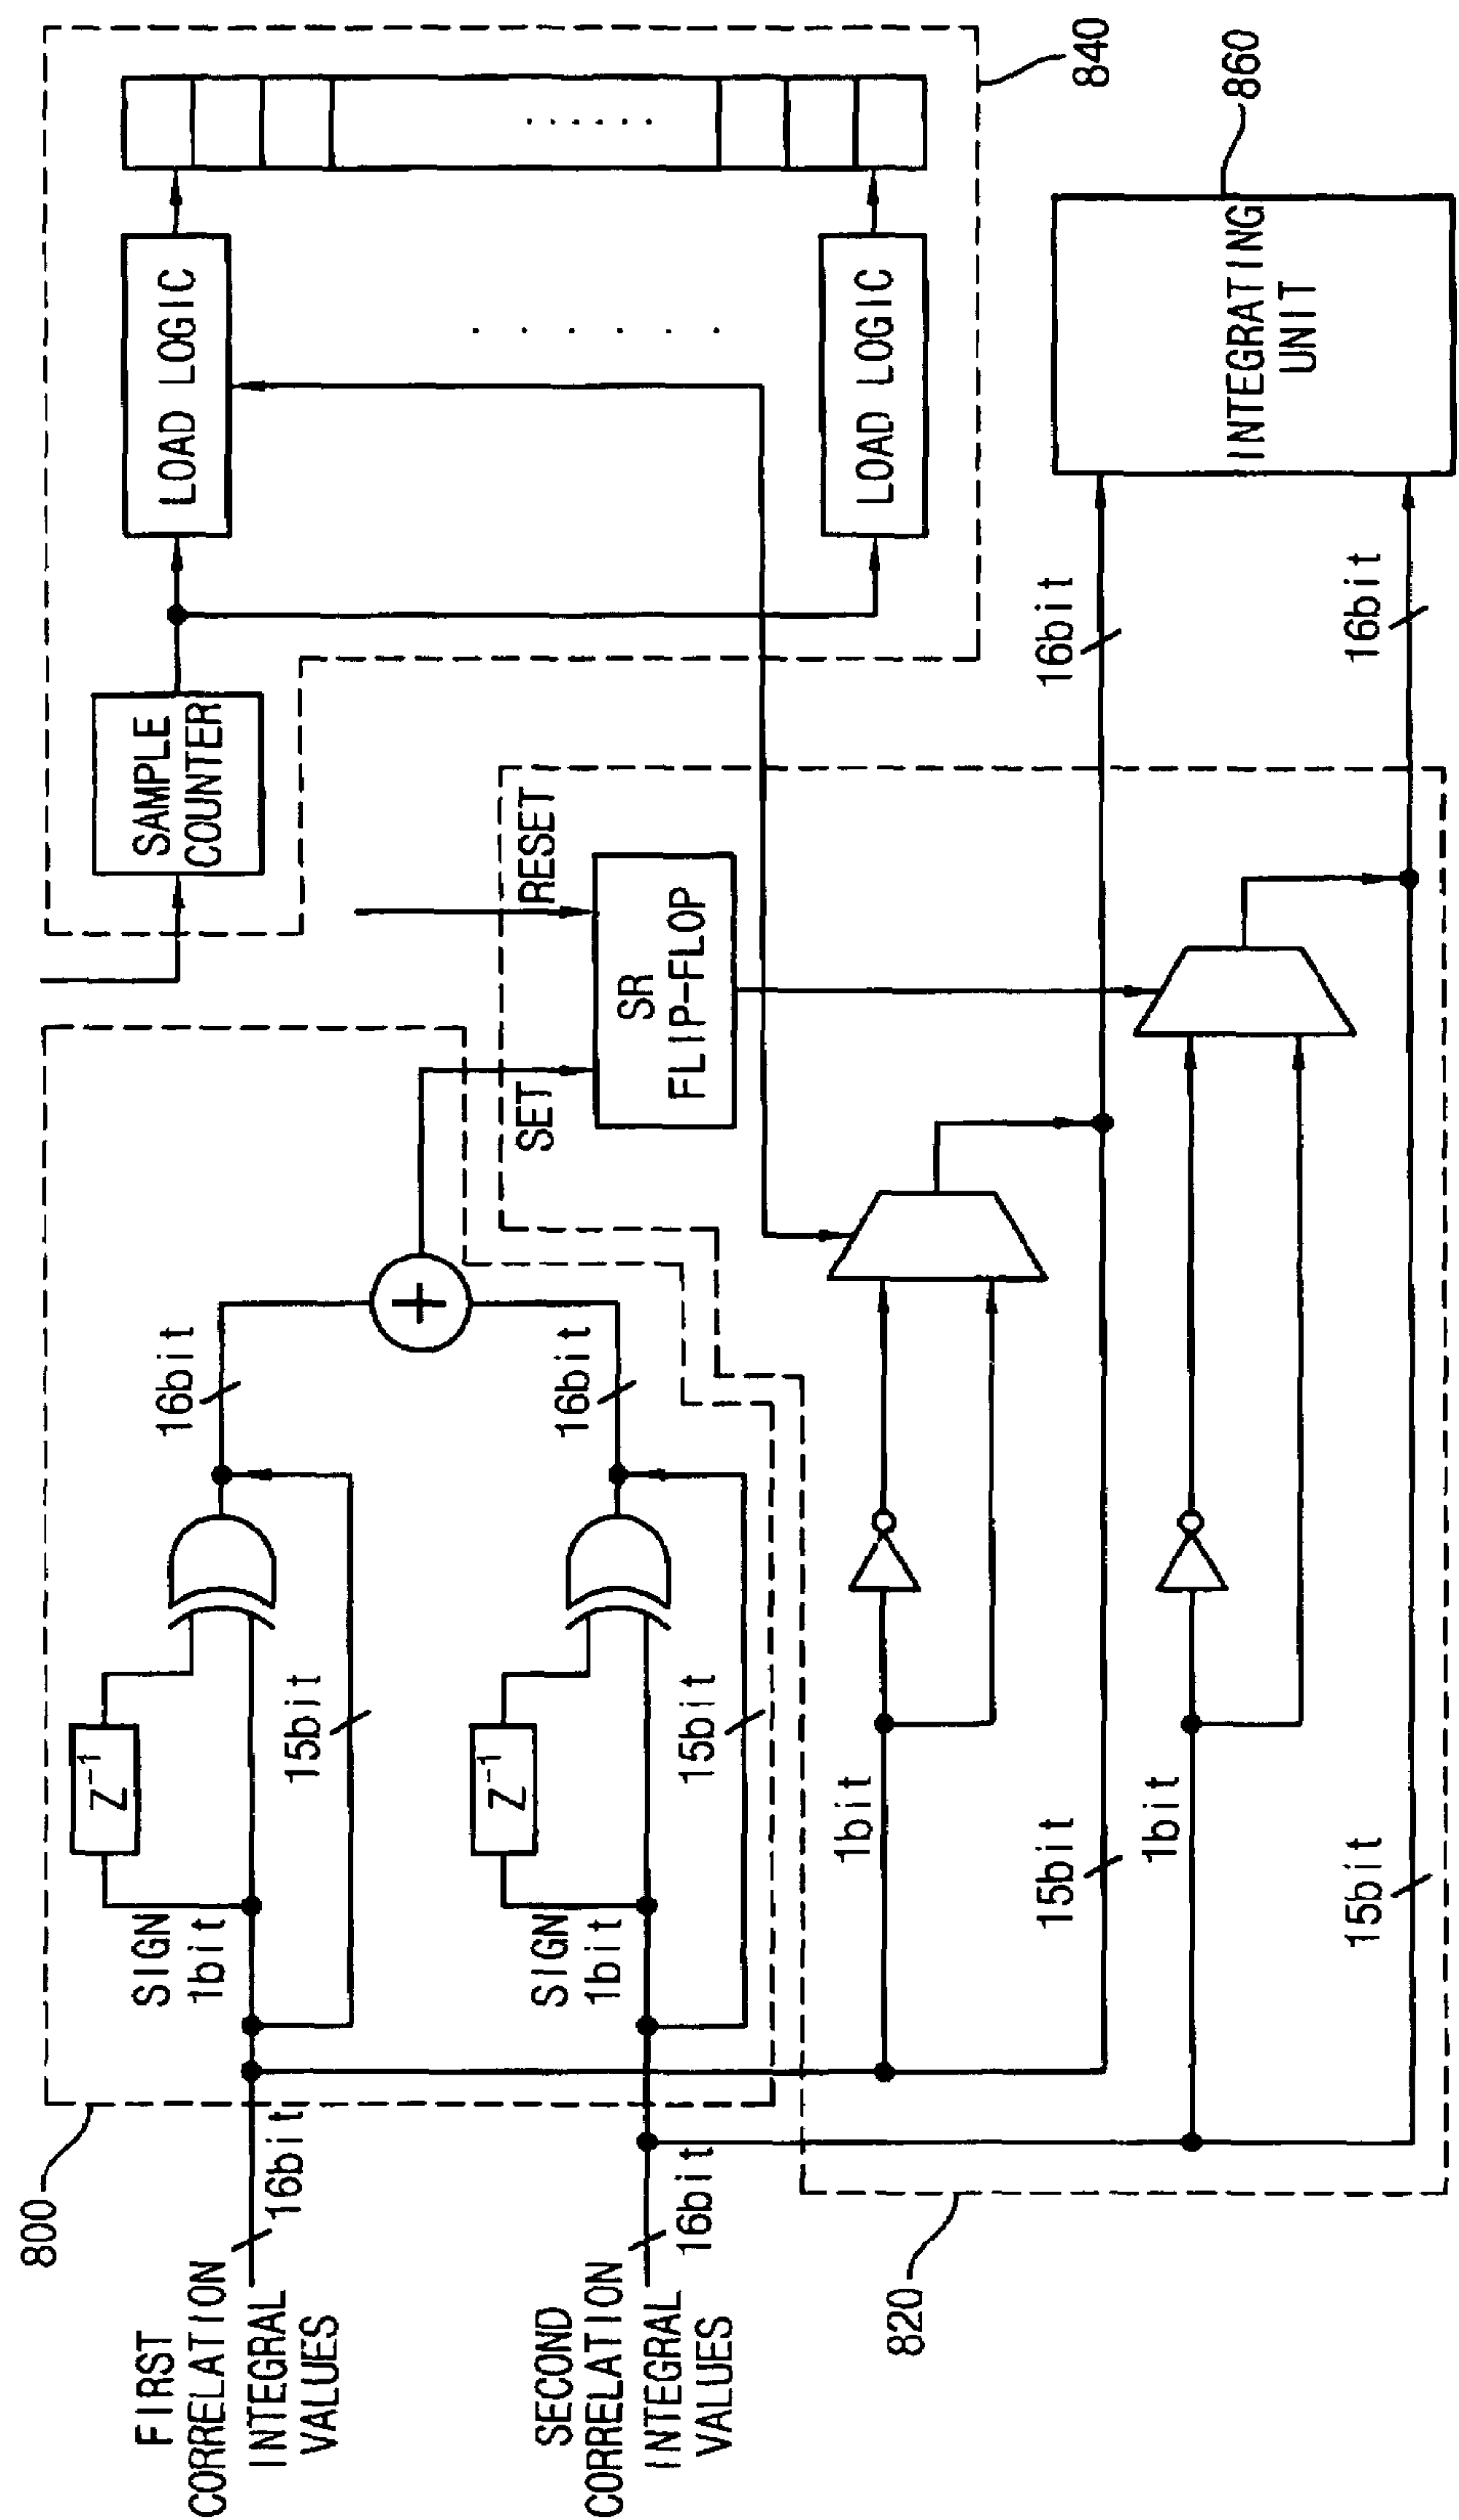 800
FIRST
CORRELATION
INTEGRAL
VALUES
16bit
SIGN
1bit
Z⁻¹
15bit
16bit
+
SECOND
CORRELATION
INTEGRAL
VALUES
16bit
SIGN
1bit
Z⁻¹
15bit
16bit
SAMPLE
COUNTER
LOAD LOGIC
LOAD LOGIC
840
SET
RESET
SR
FLIP-FLOP
820
1bit
15bit
16bit
1bit
15bit
16bit
INTEGRATING
UNIT
860